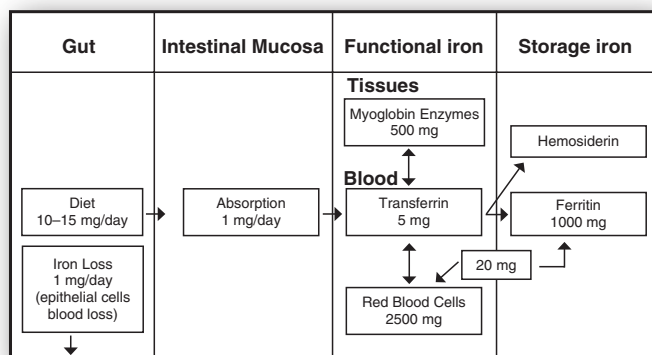 Gut
Intestinal Mucosa
Functional iron
Storage iron
Tissues
Myoglobin Enzymes
500 mg
Hemosiderin
Blood
Diet
10–15 mg/day
Absorption
1 mg/day
Transferrin
5 mg
Ferritin
1000 mg
Iron Loss
1 mg/day
(epithelial cells
blood loss)
20 mg
Red Blood Cells
2500 mg